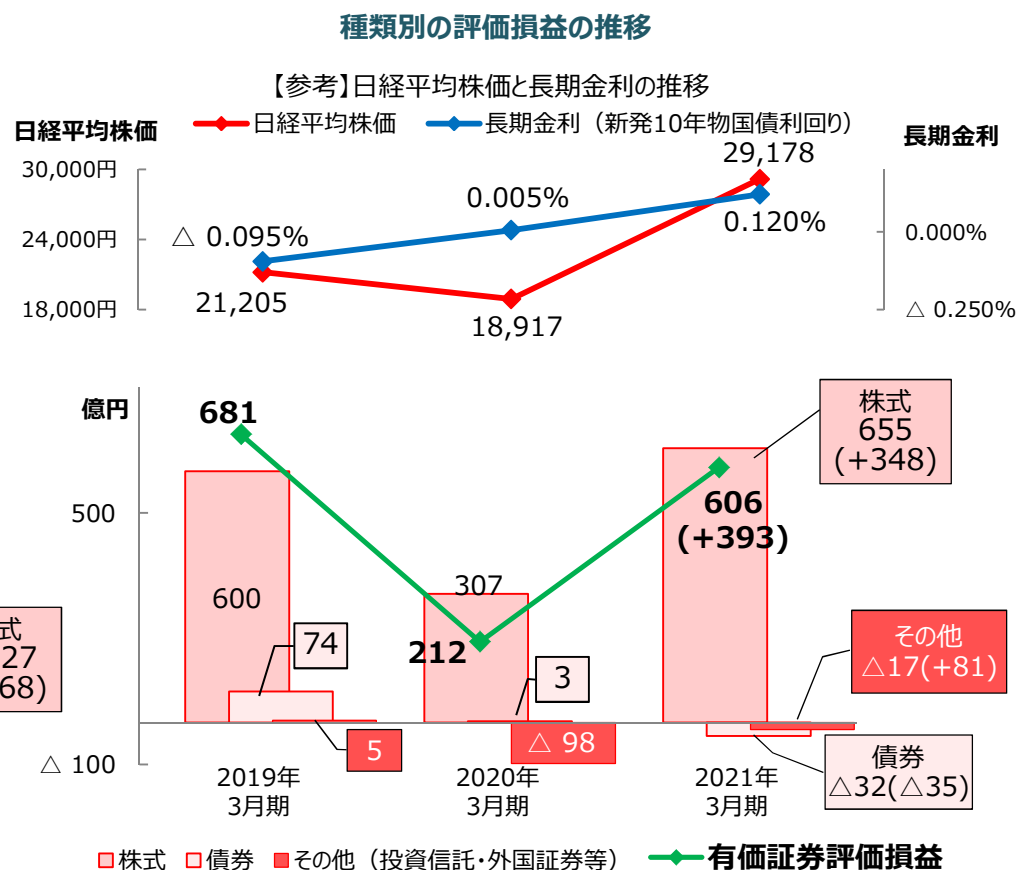 種類別の評価損益の推移
【参考】日経平均株価と長期金利の推移
日経平均株価
日経平均株価
長期金利（新発10年物国債利回り）
長期金利
30,000円
24,000円
18,000円
0.000%
△ 0.250%
△ 0.095%
0.005%
29,178
0.120%
21,205
18,917
億円
500
△ 100
681
600
74
5
307
212
3
△ 98
606
(+393)
株式
655
(+348)
その他
△17(+81)
債券
△32(△35)
式
27
68)
2019年
3月期
2020年
3月期
2021年
3月期
株式
債券
その他（投資信託・外国証券等）
有価証券評価損益